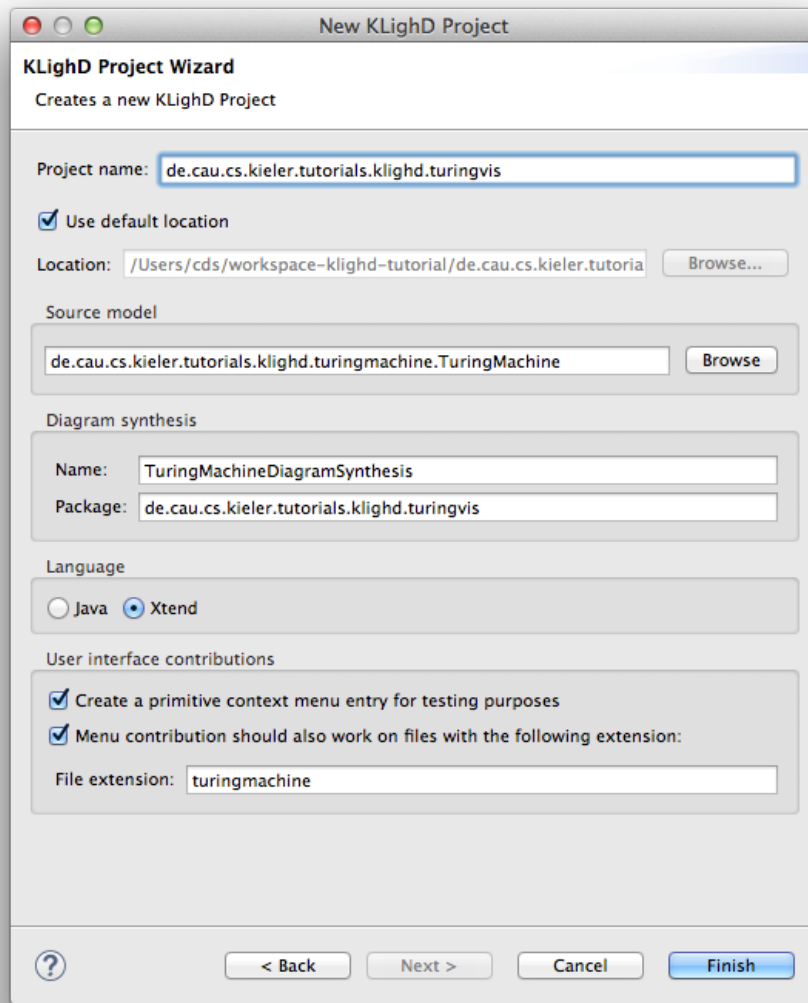 New KLighD Project
KLighD Project Wizard
Creates a new KLighD Project
Project name: de.cau.cs.kieler.tutorials.klighd.turingvis
Use default location
Location: /Users/cds/workspace-klighd-tutorial/de.cau.cs.kieler.tutoria Browse...
Source model
de.cau.cs.kieler.tutorials.klighd.turingmachine.TuringMachine Browse
Diagram synthesis
Name: TuringMachineDiagramSynthesis
Package: de.cau.cs.kieler.tutorials.klighd.turingvis
Language
Java Xtend
User interface contributions
Create a primitive context menu entry for testing purposes
Menu contribution should also work on files with the following extension:
File extension: turingmachine
? < Back Next > Cancel Finish